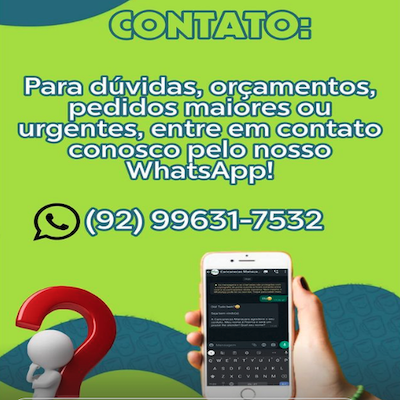 CONTATO:
Para dúvidas, orçamentos,
pedidos maiores ou
urgentes, entre em contato
conosco pelo nosso
WhatsApp!
(92) 99631-7532